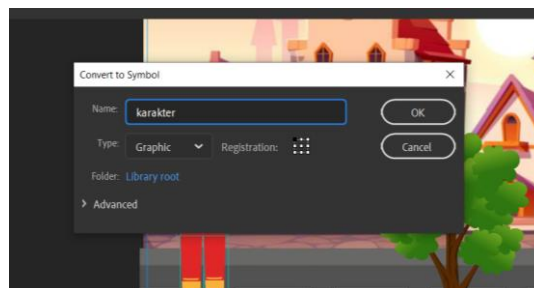 Convert to Symbol
Name: karakter
OK
Type: Graphic
Registration:
Cancel
Folder: Library root
Advanced